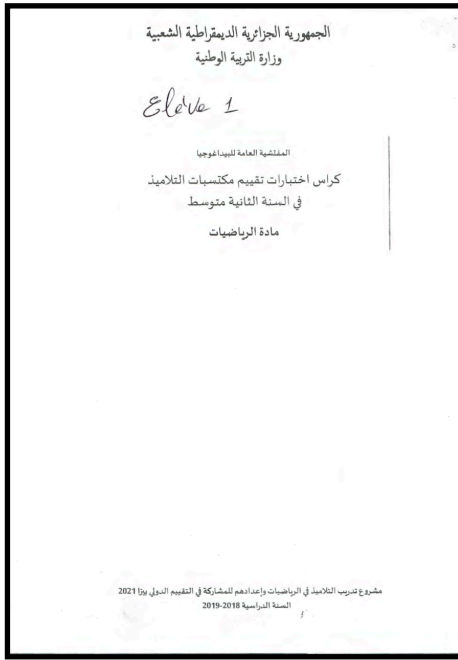 الجمهورية الجزائرية الديمقراطية الشعبية
وزارة التربية الوطنية
Elève 1
المفتشية العامة للبيداغوجيا
كراس اختبارات تقييم مكتسبات التلاميذ
في السنة الثانية متوسط
مادة الرياضيات
مشروع تدريب التلاميذ في الرياضيات وإعدادهم للمشاركة في التقييم الدولي بيزا 2021
السنة الدراسية 2018-2019